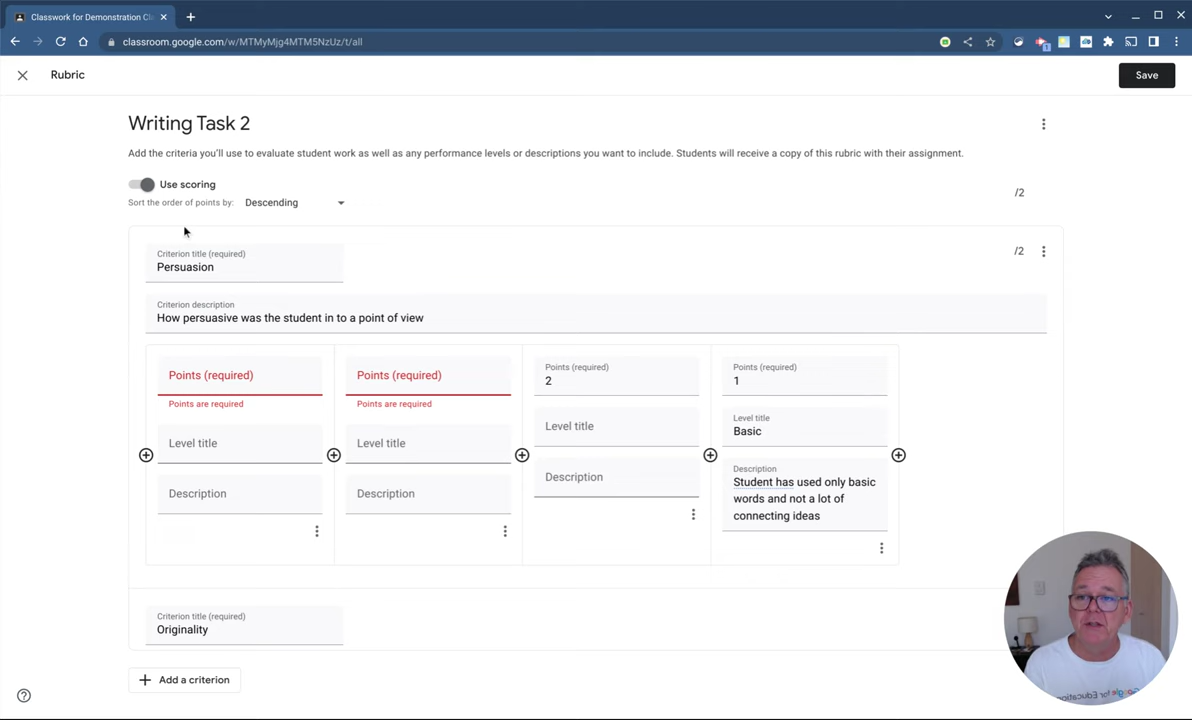 Classwork for Demonstration Cl
classroom.google.com/w/MTMyMjg4MTM5NzUz/t/all
1
Rubric
Save
Writing Task 2
Add the criteria you'll use to evaluate student work as well as any performance levels or descriptions you want to include. Students will receive a copy of this rubric with their assignment.
Use scoring
/2
Sort the order of points by: Descending
Criterion title (required)
/2
Persuasion
Criterion description
How persuasive was the student in to a point of view
Points (required)
Points are required
Level title
Description
Points (required)
Points are required
Level title
Description
Points (required)
2
Level title
Description
Points (required)
1
Level title
Basic
Description
Student has used only basic
words and not a lot of
connecting ideas
Criterion title (required)
Originality
Add a criterion